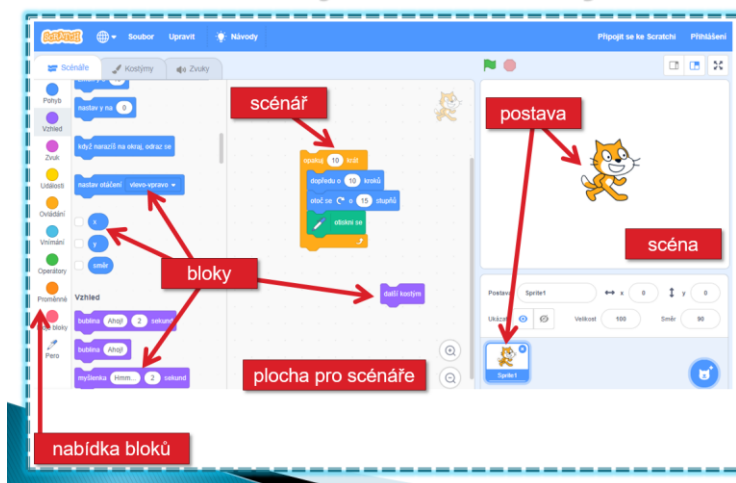 SCRATCH Soubor Upravit Návody Připojit se ke Scratchi Přihlášení
Scénáře Kostýmy Zvuky
Pohyb
Vzhled
Zvuk
Události
Ovládání
Vnímání
Operátory
Proměnné
bloky
Pero
nastav y na 0
když narazíš na okraj, odraz se
nastav otáčení vlevo-vpravo
x
y
směr
Vzhled
bublina Ahoj! 2 sekund
bublina Ahoj!
myšlenka Hmm... 2 sekund
scénář
opakuj 10 krát
dopředu o 10 kroků
otoč se o 15 stupňů
obtiskni se
další kostým
bloky
plocha pro scénáře
nabídka bloků
postava
scéna
Postava Sprite1 x 0 y 0
Velikost 100 Směr 90
Sprite1